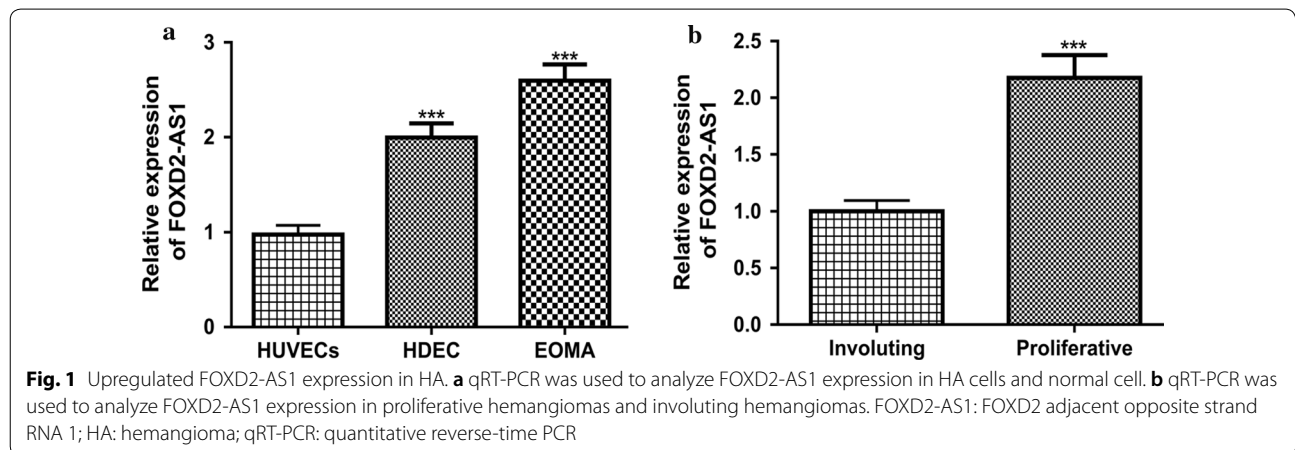 a
3
2
1
0
Relative expression
of FOXD2-AS1
***
***
HUVECs HDEC EOMA
b
2.5
2.0
1.5
1.0
0.5
0.0
Relative expression
of FOXD2-AS1
***
Involuting Proliferative
Fig. 1 Upregulated FOXD2-AS1 expression in HA. a qRT-PCR was used to analyze FOXD2-AS1 expression in HA cells and normal cell. b qRT-PCR was
used to analyze FOXD2-AS1 expression in proliferative hemangiomas and involuting hemangiomas. FOXD2-AS1: FOXD2 adjacent opposite strand
RNA 1; HA: hemangioma; qRT-PCR: quantitative reverse-time PCR